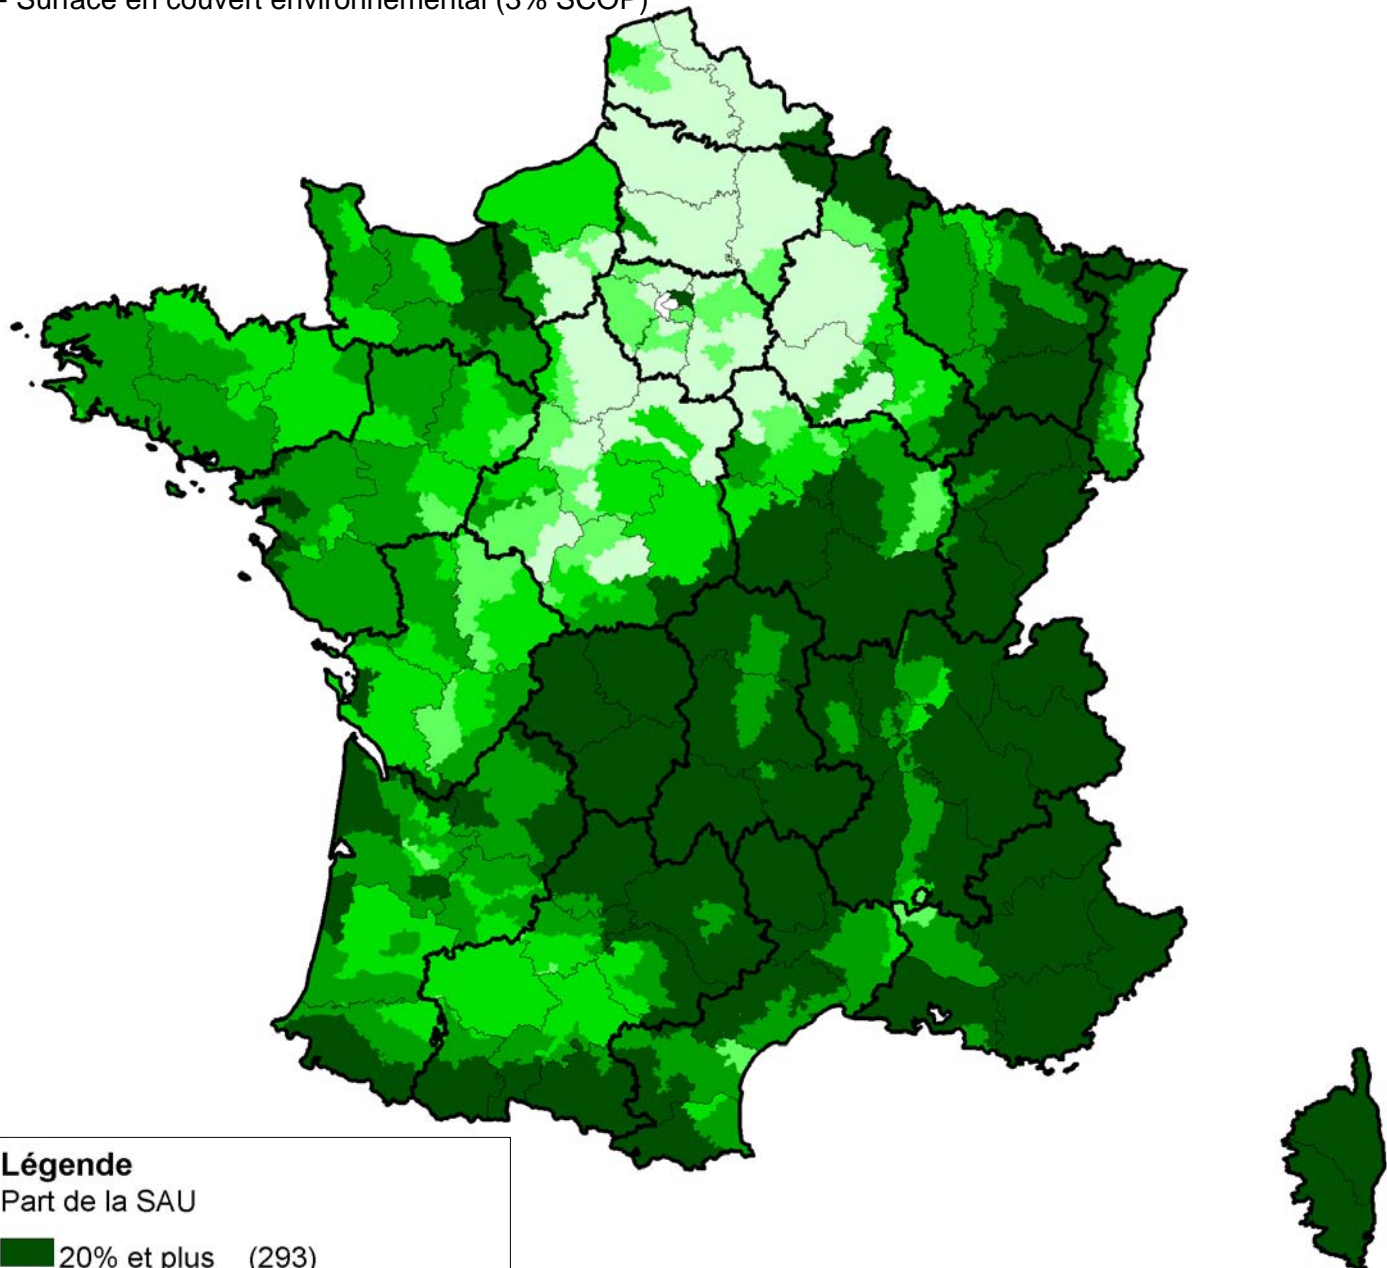 - Surface en couvert environnemental (3% SCOP)
Légende
Part de la SAU
20% et plus (293)